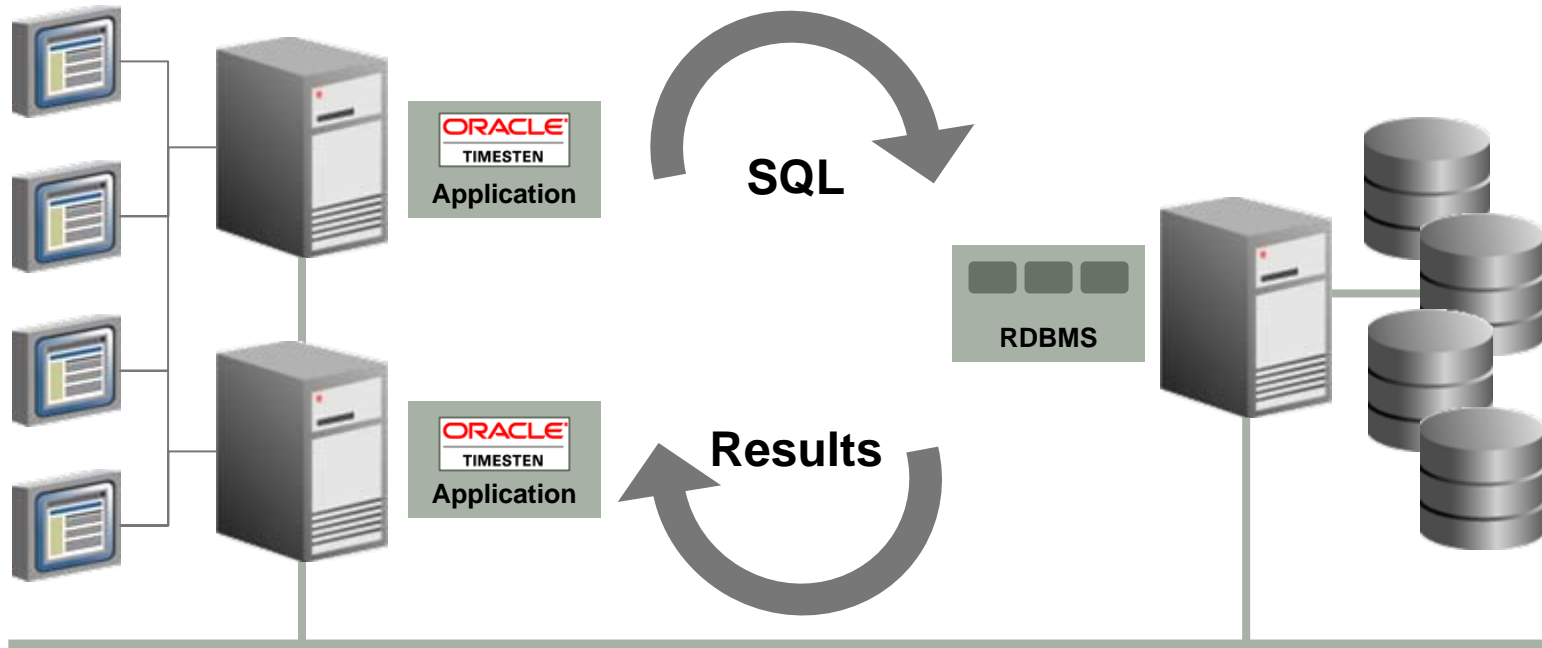 ORACLE
TIMESTEN
Application
SQL
RDBMS
ORACLE
TIMESTEN
Application
Results